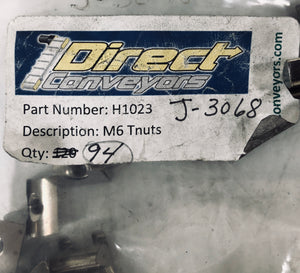 Direct
Conveyors
conveyors.com
Part Number: H1023
J-3068
Description: M6 Tnuts
Qty: 120 94